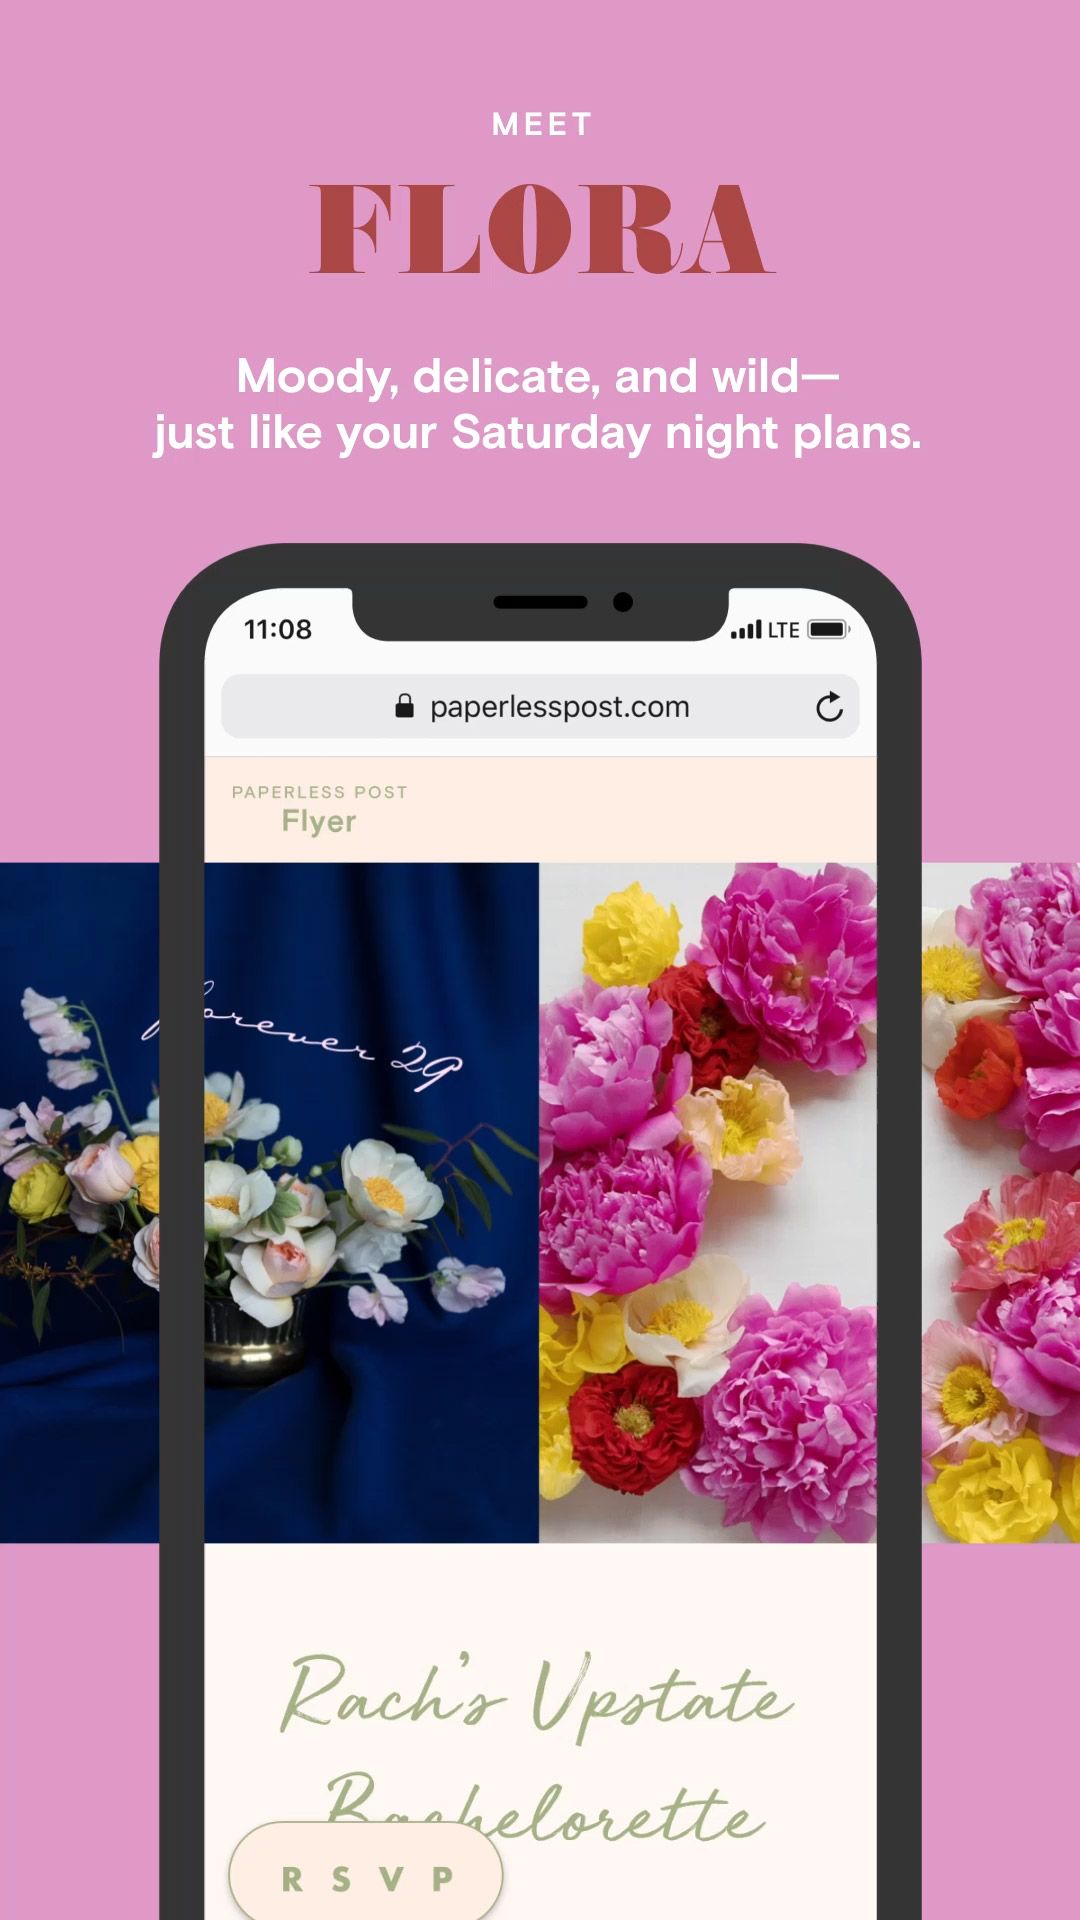 MEET
FLORA
Moody, delicate, and wild—
just like your Saturday night plans.
11:08
LTE
paperlesspost.com
PAPERLESS POST
Flyer
forever 29
Rach's Upstate
Bachelorette
RSVP